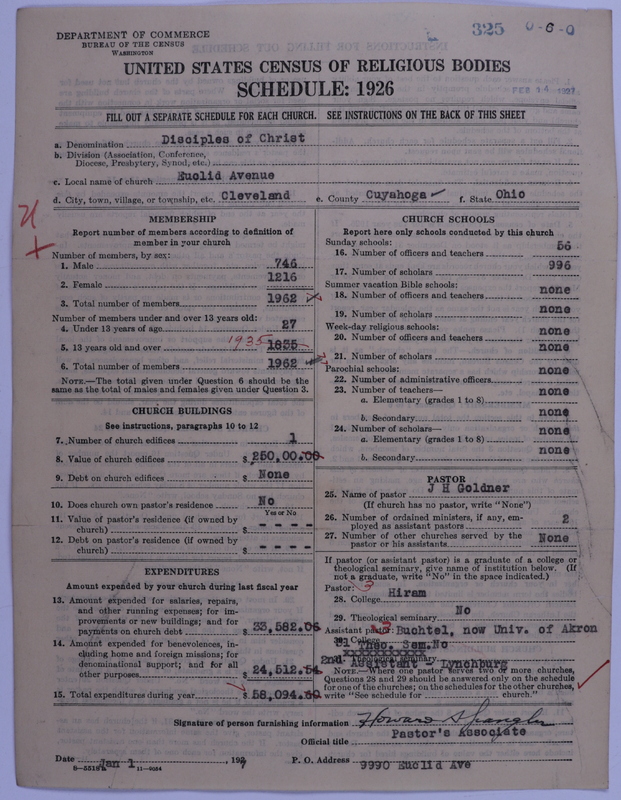 325
0-6-0
DEPARTMENT OF COMMERCE
BUREAU OF THE CENSUS
WASHINGTON
UNITED STATES CENSUS OF RELIGIOUS BODIES
FEB 1927
SCHEDULE: 1926
FILL OUT A SEPARATE SCHEDULE FOR EACH CHURCH. SEE INSTRUCTIONS ON THE BACK OF THIS SHEET
a. Denomination Disciples of Christ
b. Division (Association, Conference,
Diocese, Presbytery, Synod, etc.)
c. Local name of church Euclid Avenue
d. City, town, village, or township, etc. Cleveland e. County Cuyahoga f. State Ohio
MEMBERSHIP
Report number of members according to definition of
member in your church
Number of members, by sex:
1. Male 746
2. Female 1216
3. Total number of members 1962
Number of members under and over 13 years old:
4. Under 13 years of age 27
5. 13 years old and over 1935 1835
6. Total number of members 1962
NOTE.—The total given under Question 6 should be the
same as the total of males and females given under Question 3.
CHURCH BUILDINGS
See instructions, paragraphs 10 to 12
7. Number of church edifices 1
8. Value of church edifices $250,00.00
9. Debt on church edifices $ None
10. Does church own pastor's residence No
Yes or No
11. Value of pastor's residence (if owned by
church) $ - - - -
12. Debt on pastor's residence (if owned by
church) $ - - - -
EXPENDITURES
Amount expended by your church during last fiscal year
13. Amount expended for salaries, repairs,
and other running expenses; for im-
provements or new buildings; and for
payments on church debt $ 33,582.06
14. Amount expended for benevolences, in-
cluding home and foreign missions; for
denominational support; and for all
other purposes $ 24,512.54
15. Total expenditures during year $ 58,094.60
CHURCH SCHOOLS
Report here only schools conducted by this church
Sunday schools:
16. Number of officers and teachers 56
17. Number of scholars 996
Summer vacation Bible schools:
18. Number of officers and teachers none
19. Number of scholars none
Week-day religious schools:
20. Number of officers and teachers none
21. Number of scholars none
Parochial schools:
22. Number of administrative officers none
23. Number of teachers—
a. Elementary (grades 1 to 8) none
b. Secondary none
24. Number of scholars—
a. Elementary (grades 1 to 8) none
b. Secondary none
PASTOR
25. Name of pastor J H Goldner
(If church has no pastor, write "None")
26. Number of ordained ministers, if any, em-
ployed as assistant pastors 2
27. Number of other churches served by the
pastor or his assistants None
If pastor (or assistant pastor) is a graduate of a college or
theological seminary, give name of institution below. (If
not a graduate, write "No" in the space indicated.)
Pastor: 3
28. College Hiram
29. Theological seminary No
Assistant pastor: Buchtel, now Univ. of Akron
Theo. Sem. No
2nd. Assistant - Lynchburg
NOTE.—Where one pastor serves two or more churches,
Questions 28 and 29 should be answered only on the schedule
for one of the churches; on the schedules for the other churches,
write "See schedule for church."
Signature of person furnishing information Howard Spangler
Official title Pastor's Associate
Date Jan 1, 1927 P. O. Address 9990 Euclid Ave
11—9034